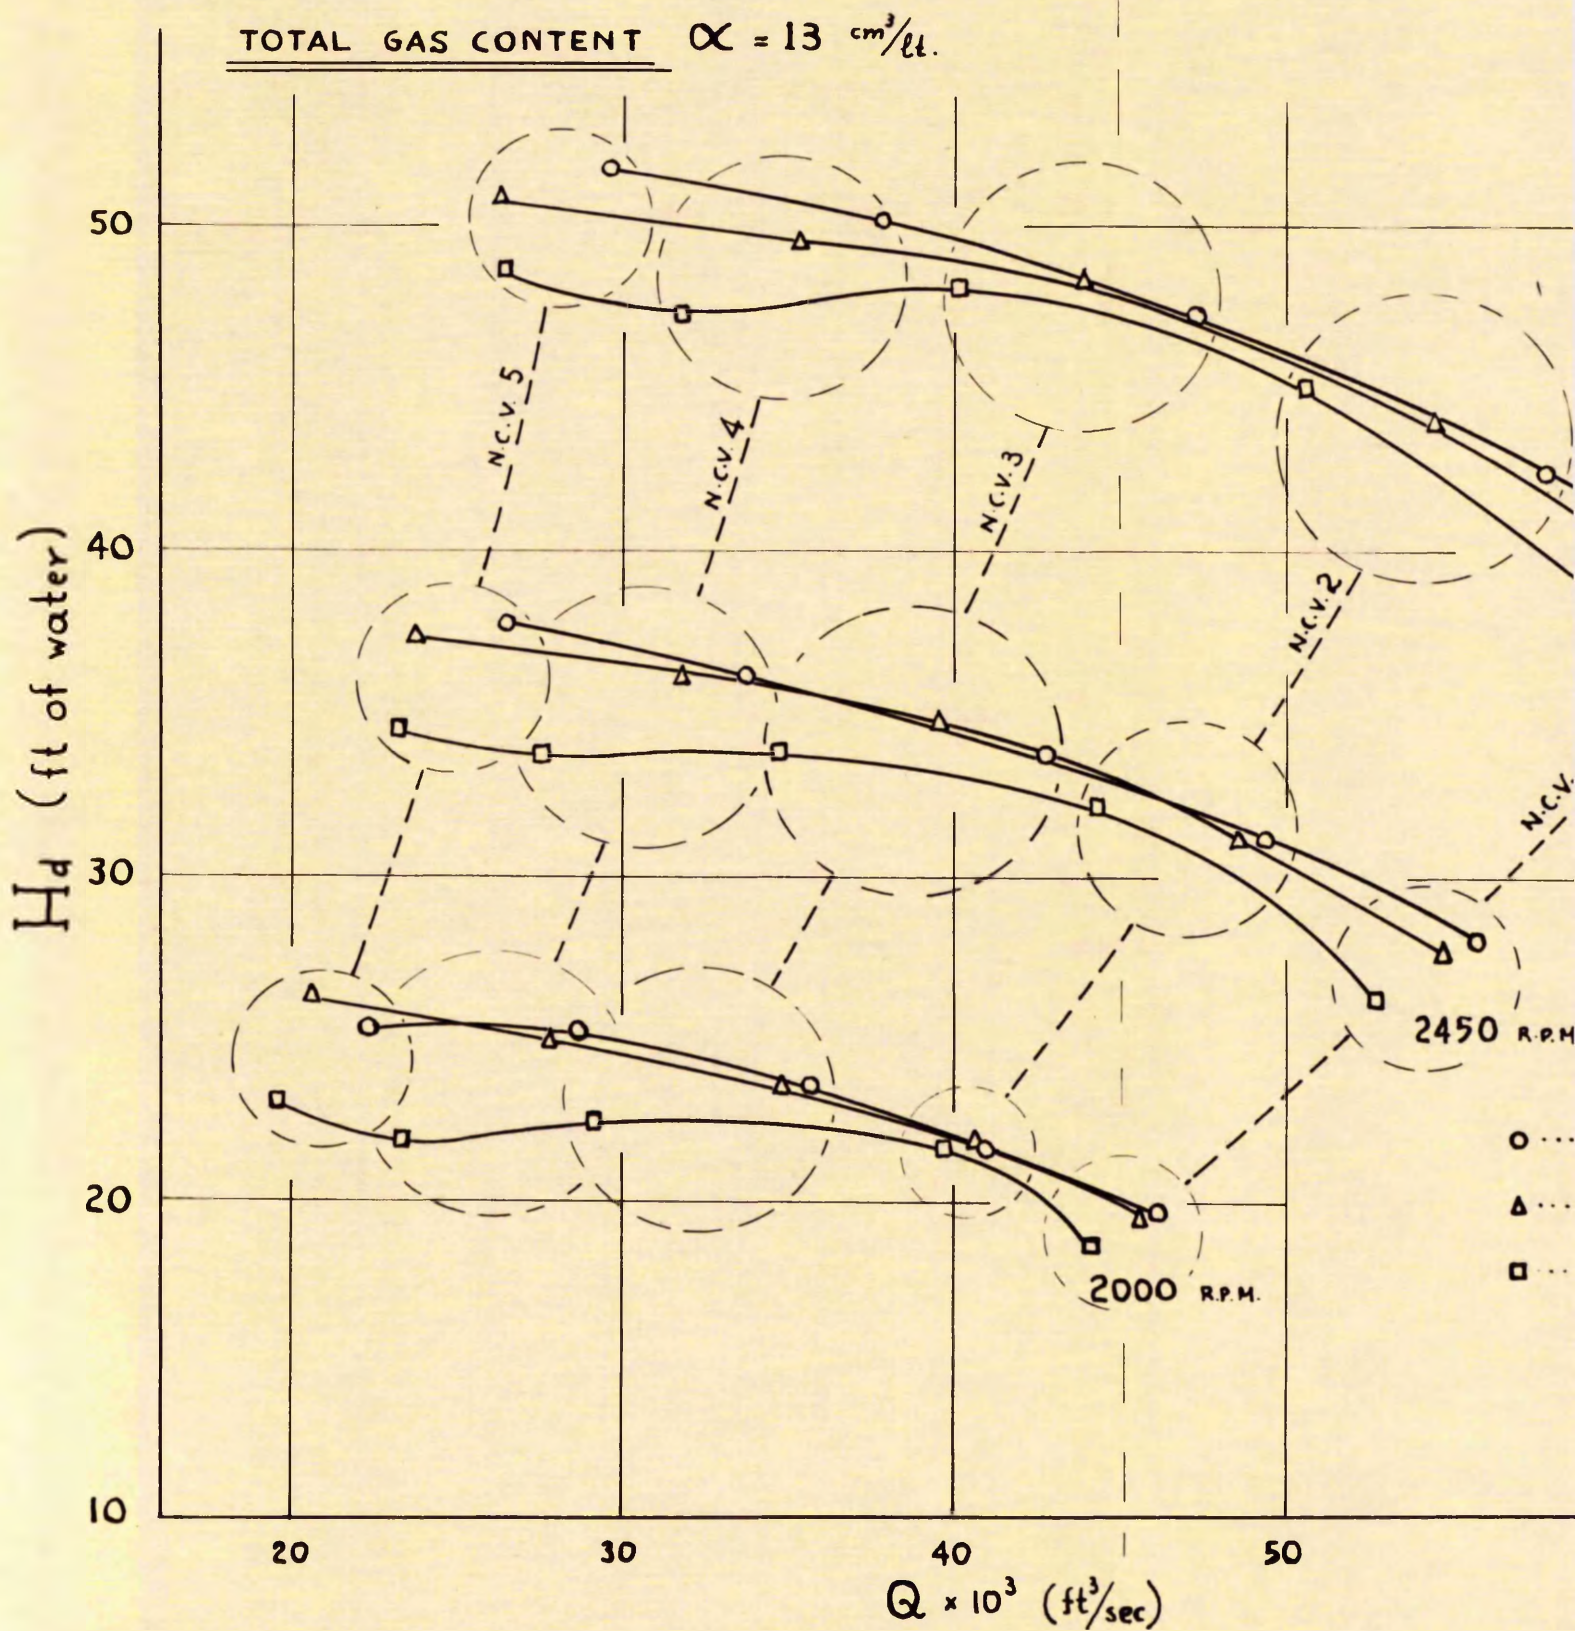 TOTAL GAS CONTENT α = 13 cm³/lt.
50
40
30
20
10
Hd (ft of water)
N.C.V. 5
N.C.V. 4
N.C.V. 3
N.C.V. 2
N.C.V.
2450 R.P.M
2000 R.P.M.
20
30
40
50
Q × 10³ (ft³/sec)